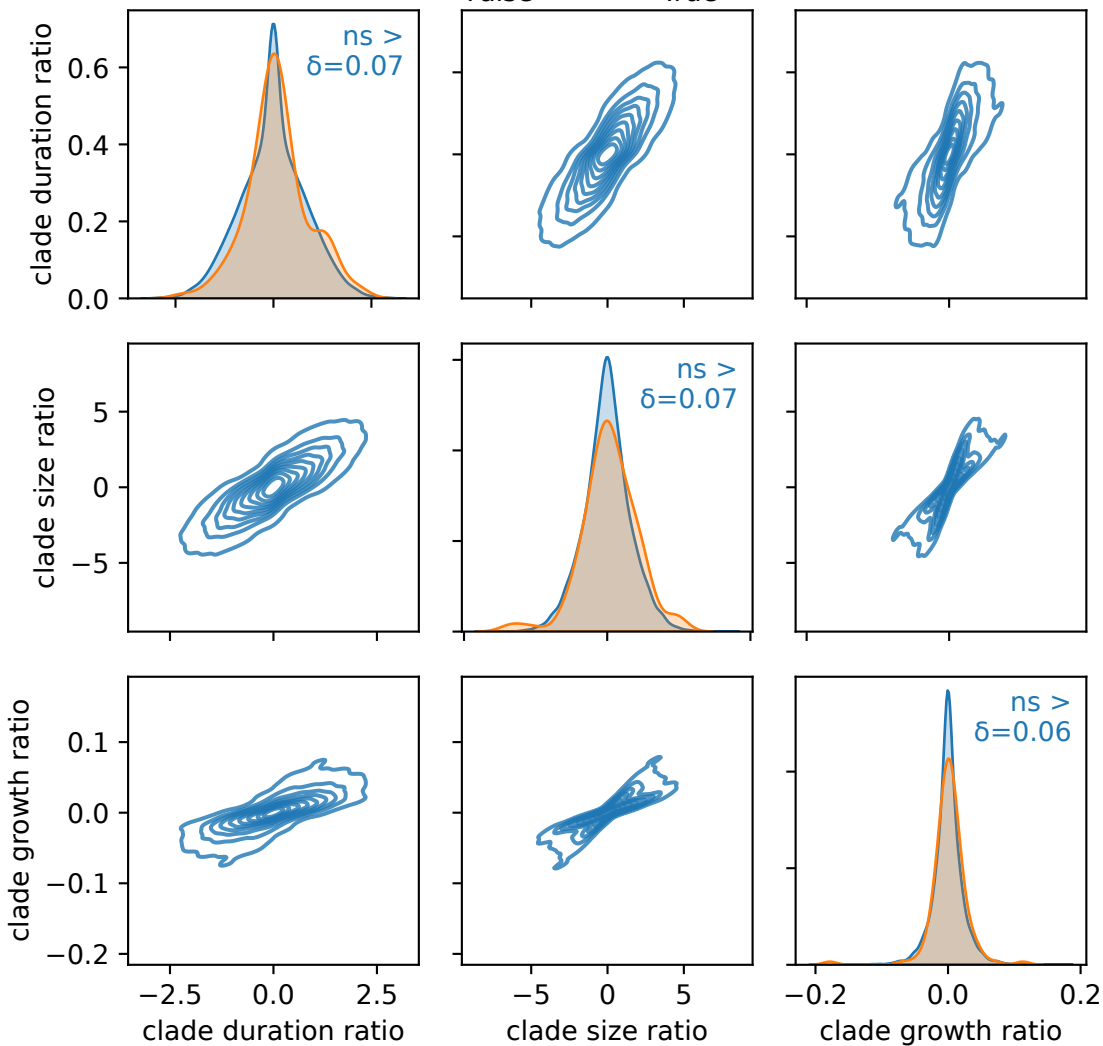 clade duration ratio
0.6
0.4
0.2
0.0
ns >
δ=0.07
clade size ratio
5
0
−5
ns >
δ=0.07
clade growth ratio
0.1
0.0
−0.1
−0.2
ns >
δ=0.06
−2.5 0.0 2.5
−5 0 5
−0.2 0.0 0.2
clade duration ratio
clade size ratio
clade growth ratio